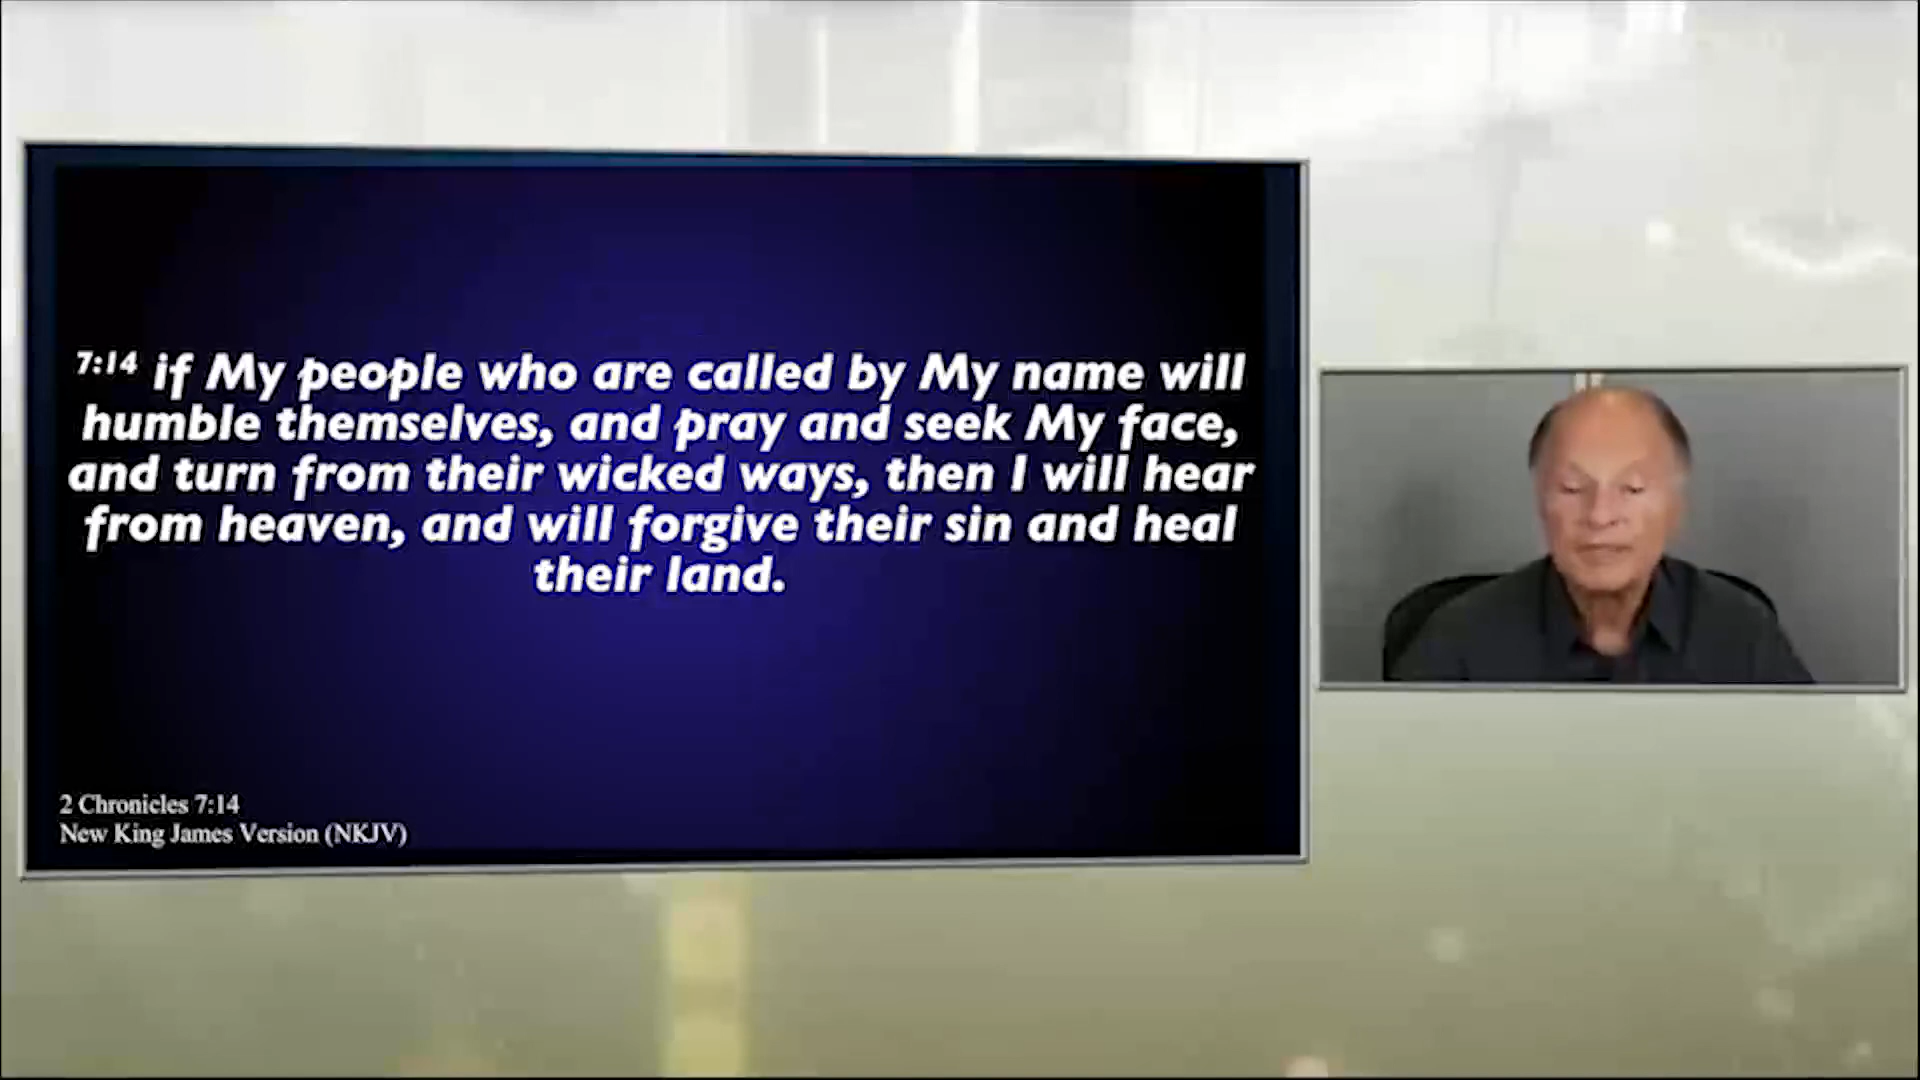 7:14 if My people who are called by My name will
humble themselves, and pray and seek My face,
and turn from their wicked ways, then I will hear
from heaven, and will forgive their sin and heal
their land.
2 Chronicles 7:14
New King James Version (NKJV)